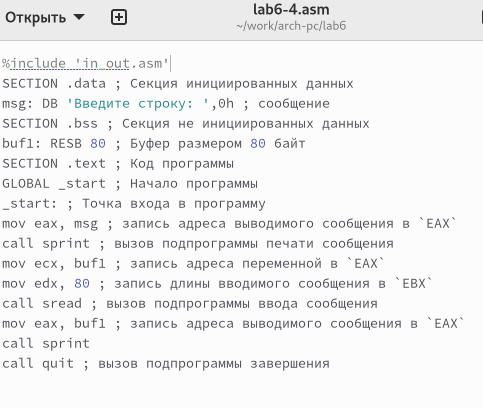 Открыть
lab6-4.asm
~/work/arch-pc/lab6
%include 'in_out.asm'
SECTION .data ; Секция инициированных данных
msg: DB 'Введите строку: ',0h ; сообщение
SECTION .bss ; Секция не инициированных данных
buf1: RESB 80 ; Буфер размером 80 байт
SECTION .text ; Код программы
GLOBAL _start ; Начало программы
_start: ; Точка входа в программу
mov eax, msg ; запись адреса выводимого сообщения в `EAX`
call sprint ; вызов подпрограммы печати сообщения
mov ecx, buf1 ; запись адреса переменной в `EAX`
mov edx, 80 ; запись длины вводимого сообщения в `EBX`
call sread ; вызов подпрограммы ввода сообщения
mov eax, buf1 ; запись адреса выводимого сообщения в `EAX`
call sprint
call quit ; вызов подпрограммы завершения